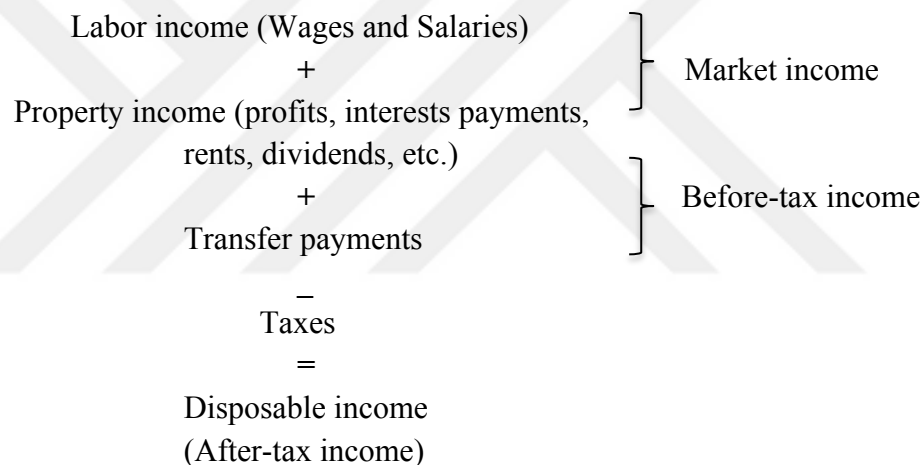 Labor income (Wages and Salaries)
+
Market income
Property income (profits, interests payments,
rents, dividends, etc.)
+
Before-tax income
Transfer payments
–
Taxes
=
Disposable income
(After-tax income)